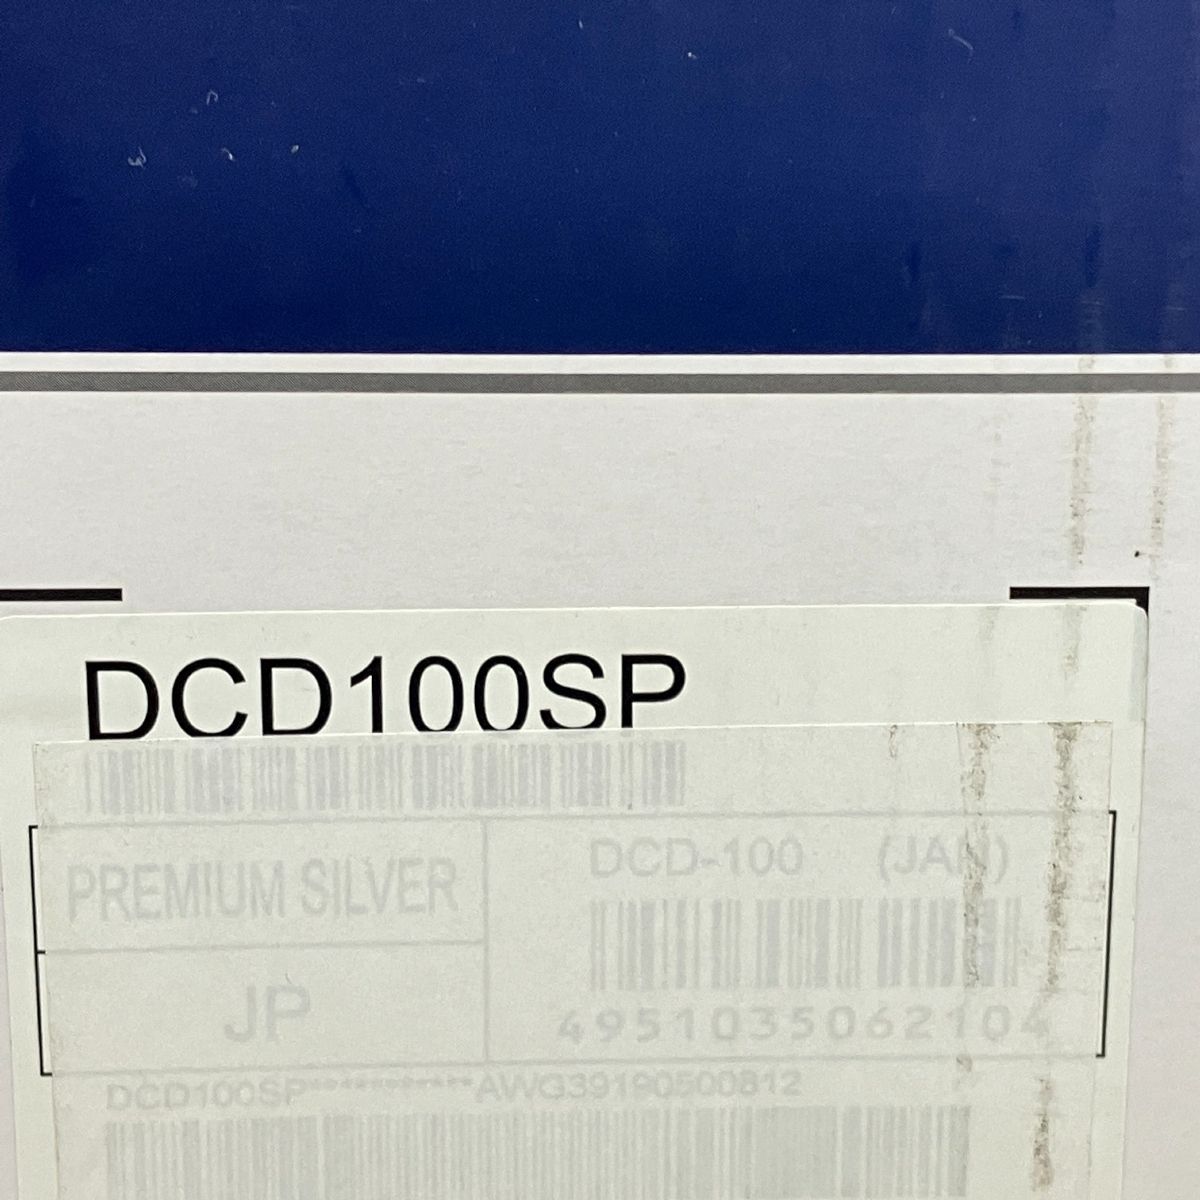 DCD100SP
PREMIUM SILVER
DCD-100 (JAN)
JP
4951035062104
DCD100SP***********AWG39190500812